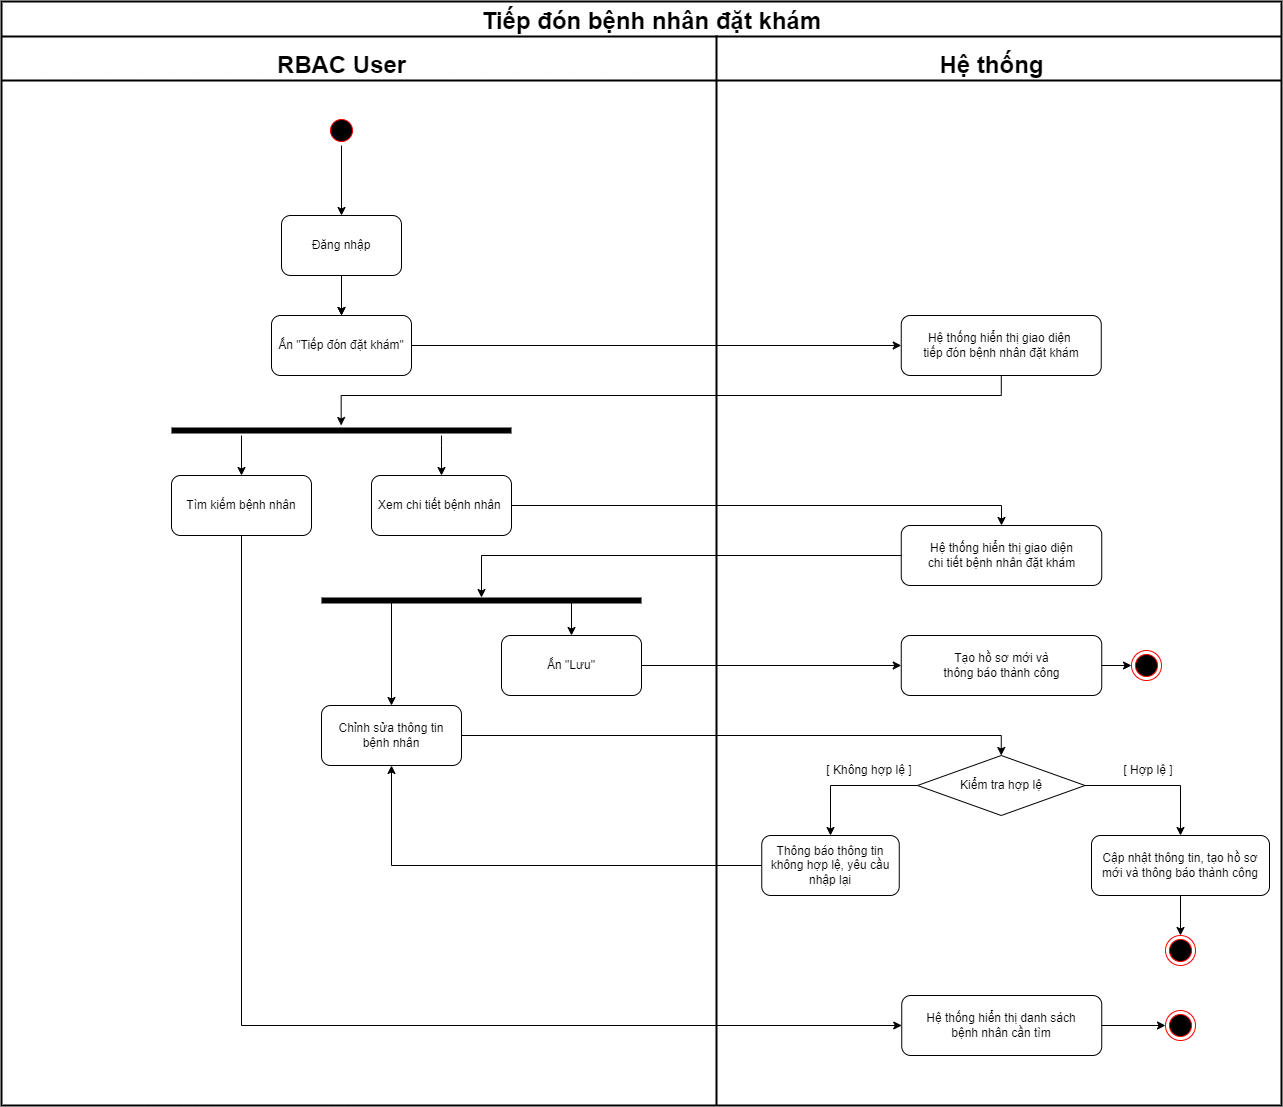 Tiếp đón bệnh nhân đặt khám
RBAC User
Hệ thống
Đăng nhập
Ấn "Tiếp đón đặt khám"
Hệ thống hiển thị giao diện
tiếp đón bệnh nhân đặt khám
Tìm kiếm bệnh nhân
Xem chi tiết bệnh nhân
Hệ thống hiển thị giao diện
chi tiết bệnh nhân đặt khám
Ấn "Lưu"
Tạo hồ sơ mới và
thông báo thành công
Chỉnh sửa thông tin
bệnh nhân
[ Không hợp lệ ]
Kiểm tra hợp lệ
[ Hợp lệ ]
Thông báo thông tin
không hợp lệ, yêu cầu
nhập lại
Cập nhật thông tin, tạo hồ sơ
mới và thông báo thành công
Hệ thống hiển thị danh sách
bệnh nhân cần tìm